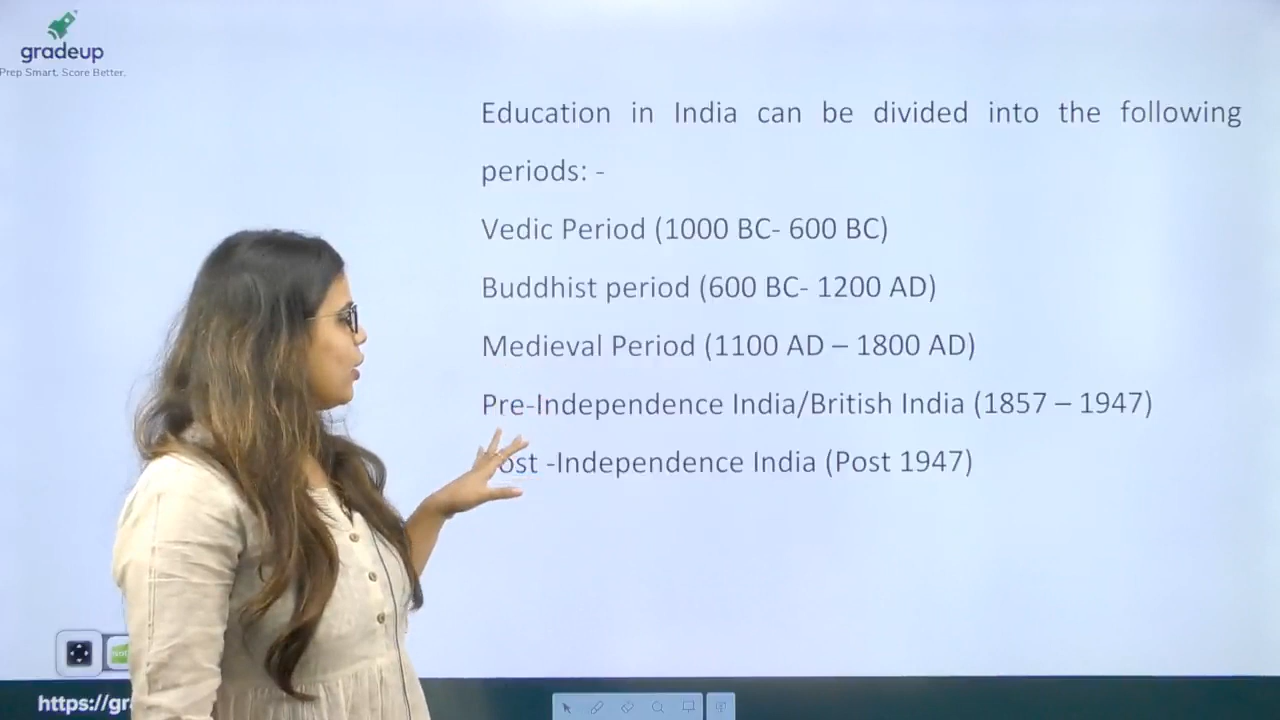 gradeup
Prep Smart. Score Better.
Education in India can be divided into the following
periods: -
Vedic Period (1000 BC- 600 BC)
Buddhist period (600 BC- 1200 AD)
Medieval Period (1100 AD – 1800 AD)
Pre-Independence India/British India (1857 – 1947)
ost -Independence India (Post 1947)
https://gr